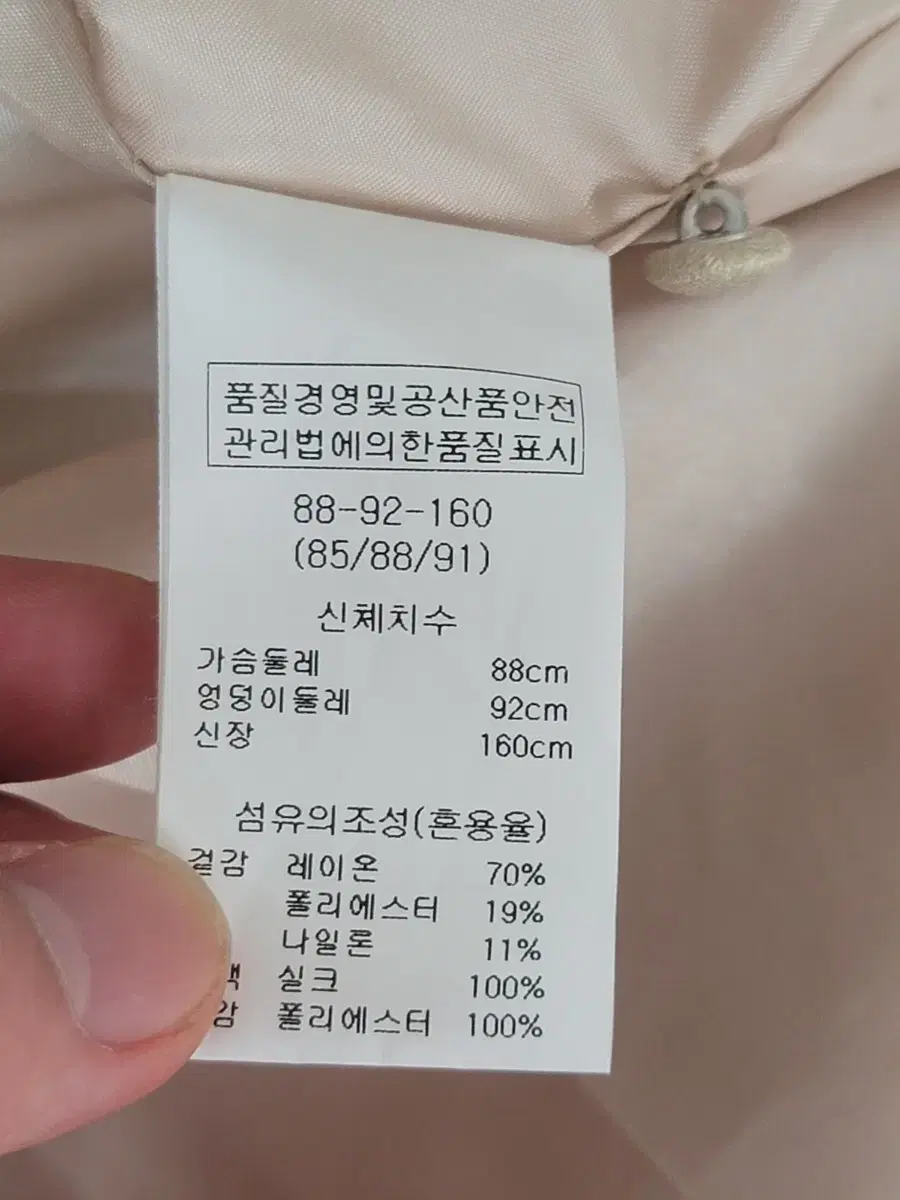 품질경영및공산품안전
관리법에의한품질표시
88-92-160
(85/88/91)
신체치수
가슴둘레 88cm
엉덩이둘레 92cm
신장 160cm
섬유의조성(혼용율)
겉감 레이온 70%
폴리에스터 19%
나일론 11%
실크 100%
폴리에스터 100%